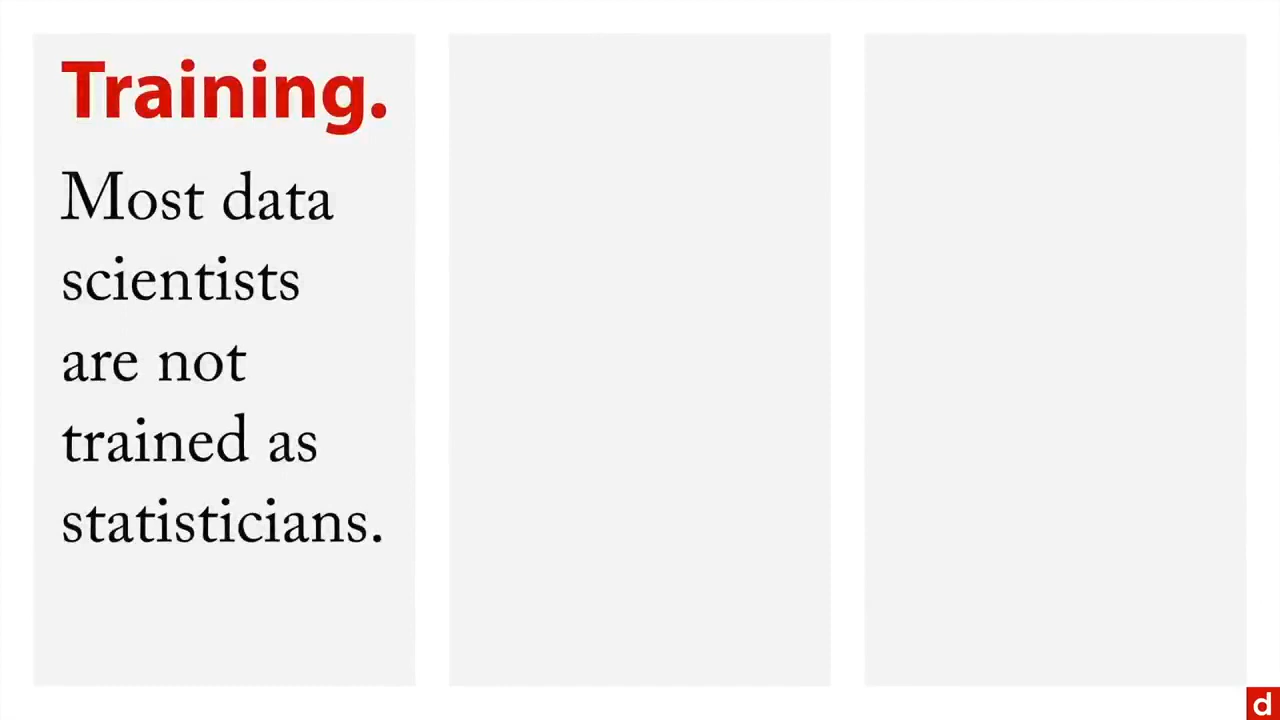 Training.
Most data
scientists
are not
trained as
statisticians.
d